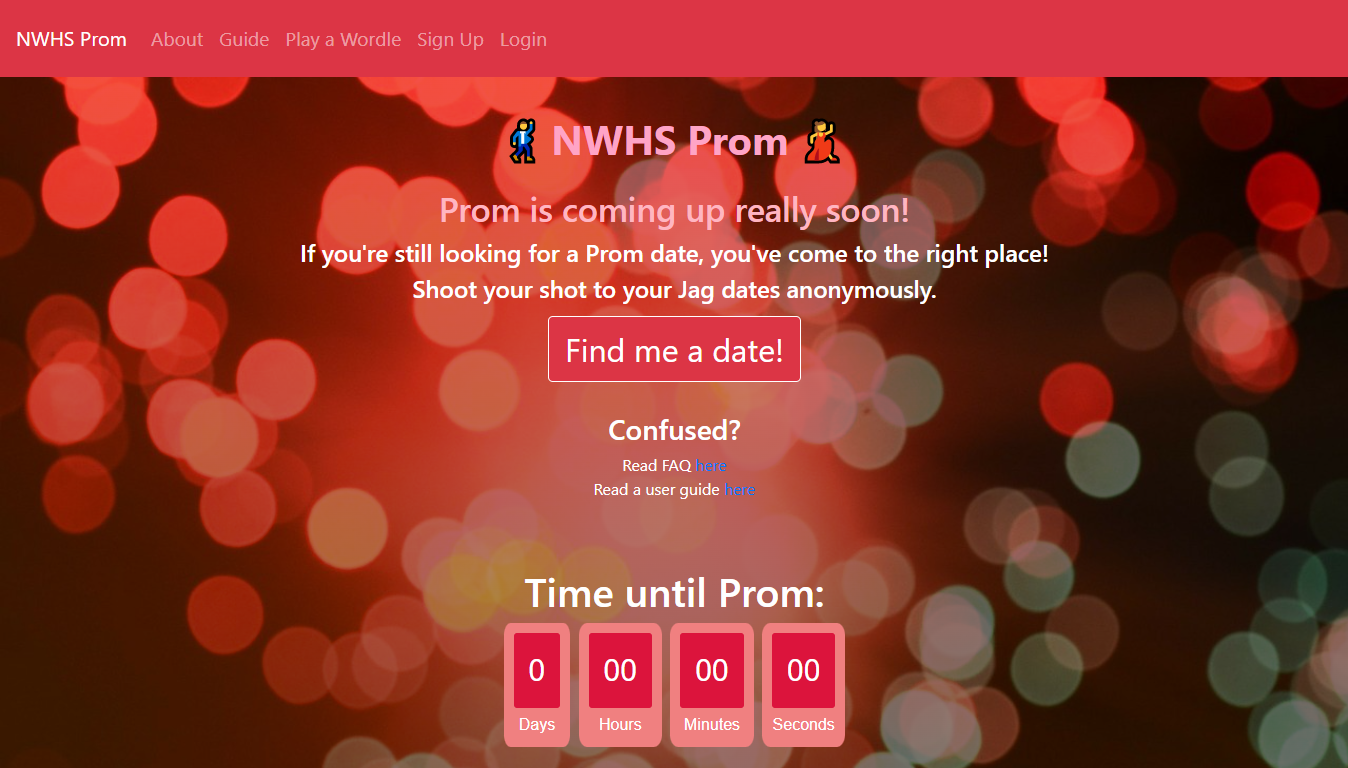 NWHS Prom About Guide Play a Wordle Sign Up Login
🕺 NWHS Prom 💃
Prom is coming up really soon!
If you're still looking for a Prom date, you've come to the right place!
Shoot your shot to your Jag dates anonymously.
Find me a date!
Confused?
Read FAQ here
Read a user guide here
Time until Prom:
0 00 00 00
Days Hours Minutes Seconds